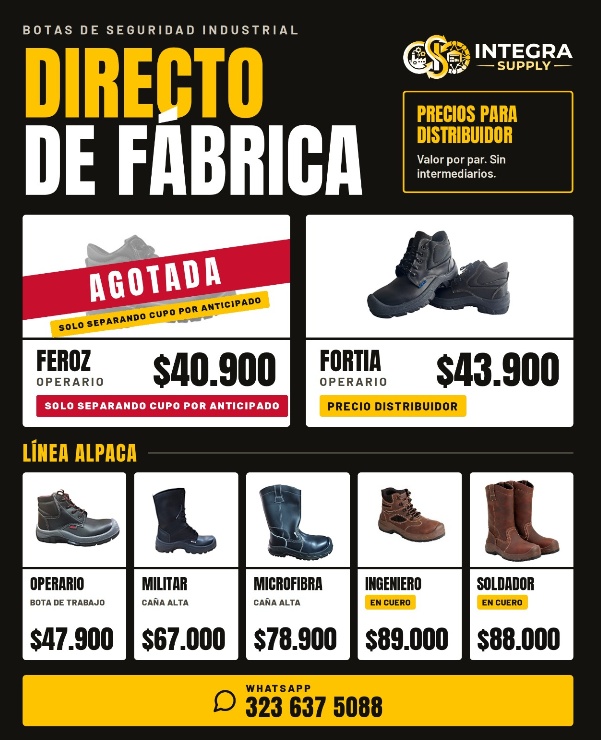 BOTAS DE SEGURIDAD INDUSTRIAL
DIRECTO
DE FÁBRICA
INTEGRA
SUPPLY
PRECIOS PARA
DISTRIBUIDOR
Valor por par. Sin
intermediarios.
AGOTADA
SOLO SEPARANDO CUPO POR ANTICIPADO
FEROZ
OPERARIO
$40.900
SOLO SEPARANDO CUPO POR ANTICIPADO
FORTIA
OPERARIO
$43.900
PRECIO DISTRIBUIDOR
LÍNEA ALPACA
OPERARIO
BOTA DE TRABAJO
$47.900
MILITAR
CAÑA ALTA
$67.000
MICROFIBRA
CAÑA ALTA
$78.900
INGENIERO
EN CUERO
$89.000
SOLDADOR
EN CUERO
$88.000
WHATSAPP
323 637 5088